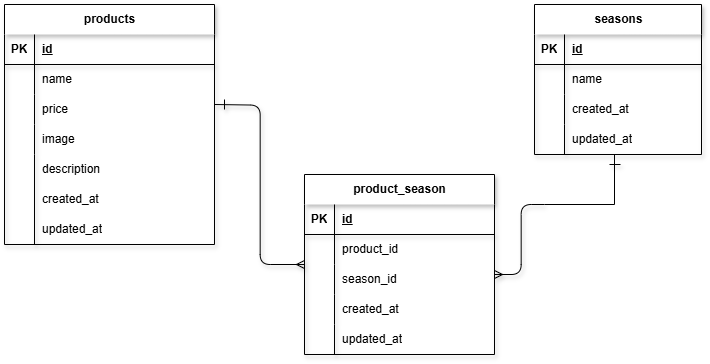 products
PK id
name
price
image
description
created_at
updated_at
seasons
PK id
name
created_at
updated_at
product_season
PK id
product_id
season_id
created_at
updated_at